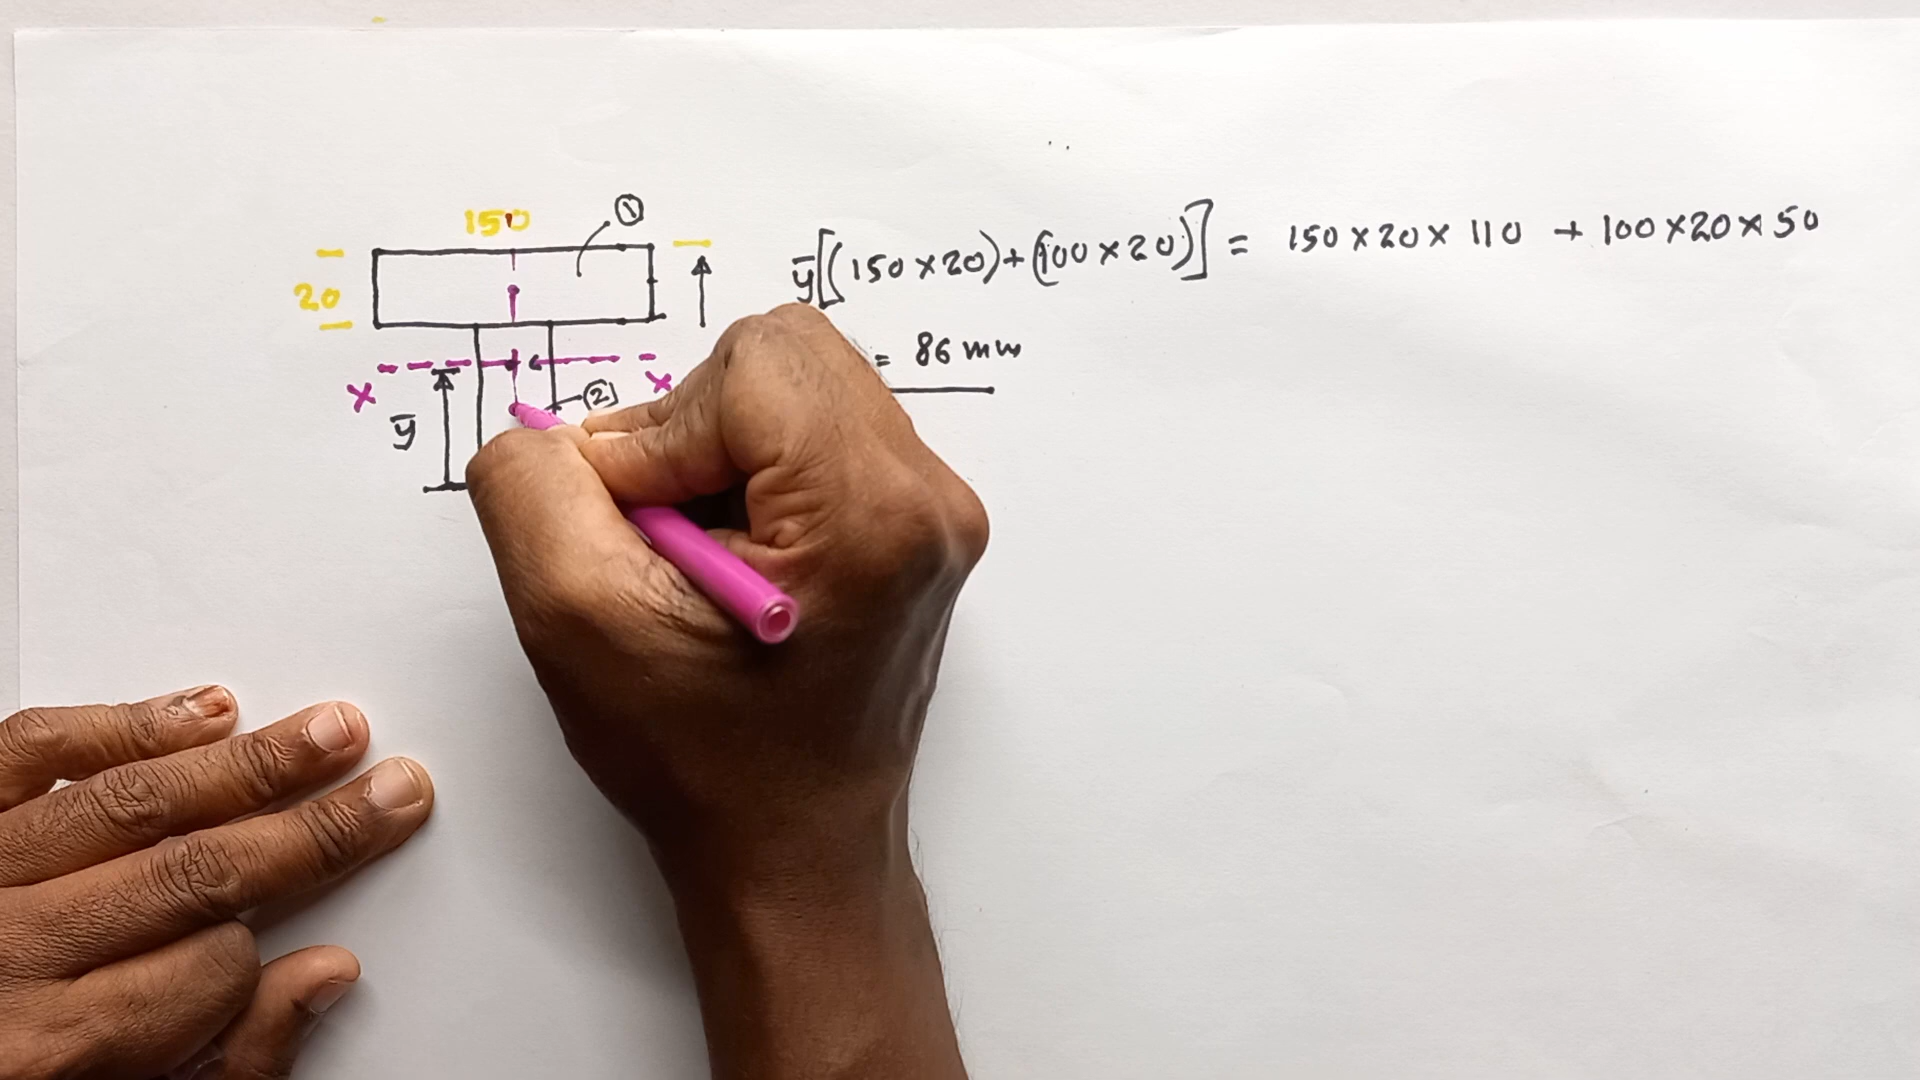 150
①
20
ȳ[(150×20)+(100×20)] = 150×20×110 + 100×20×50
= 86 mm
x
x
②
ȳ